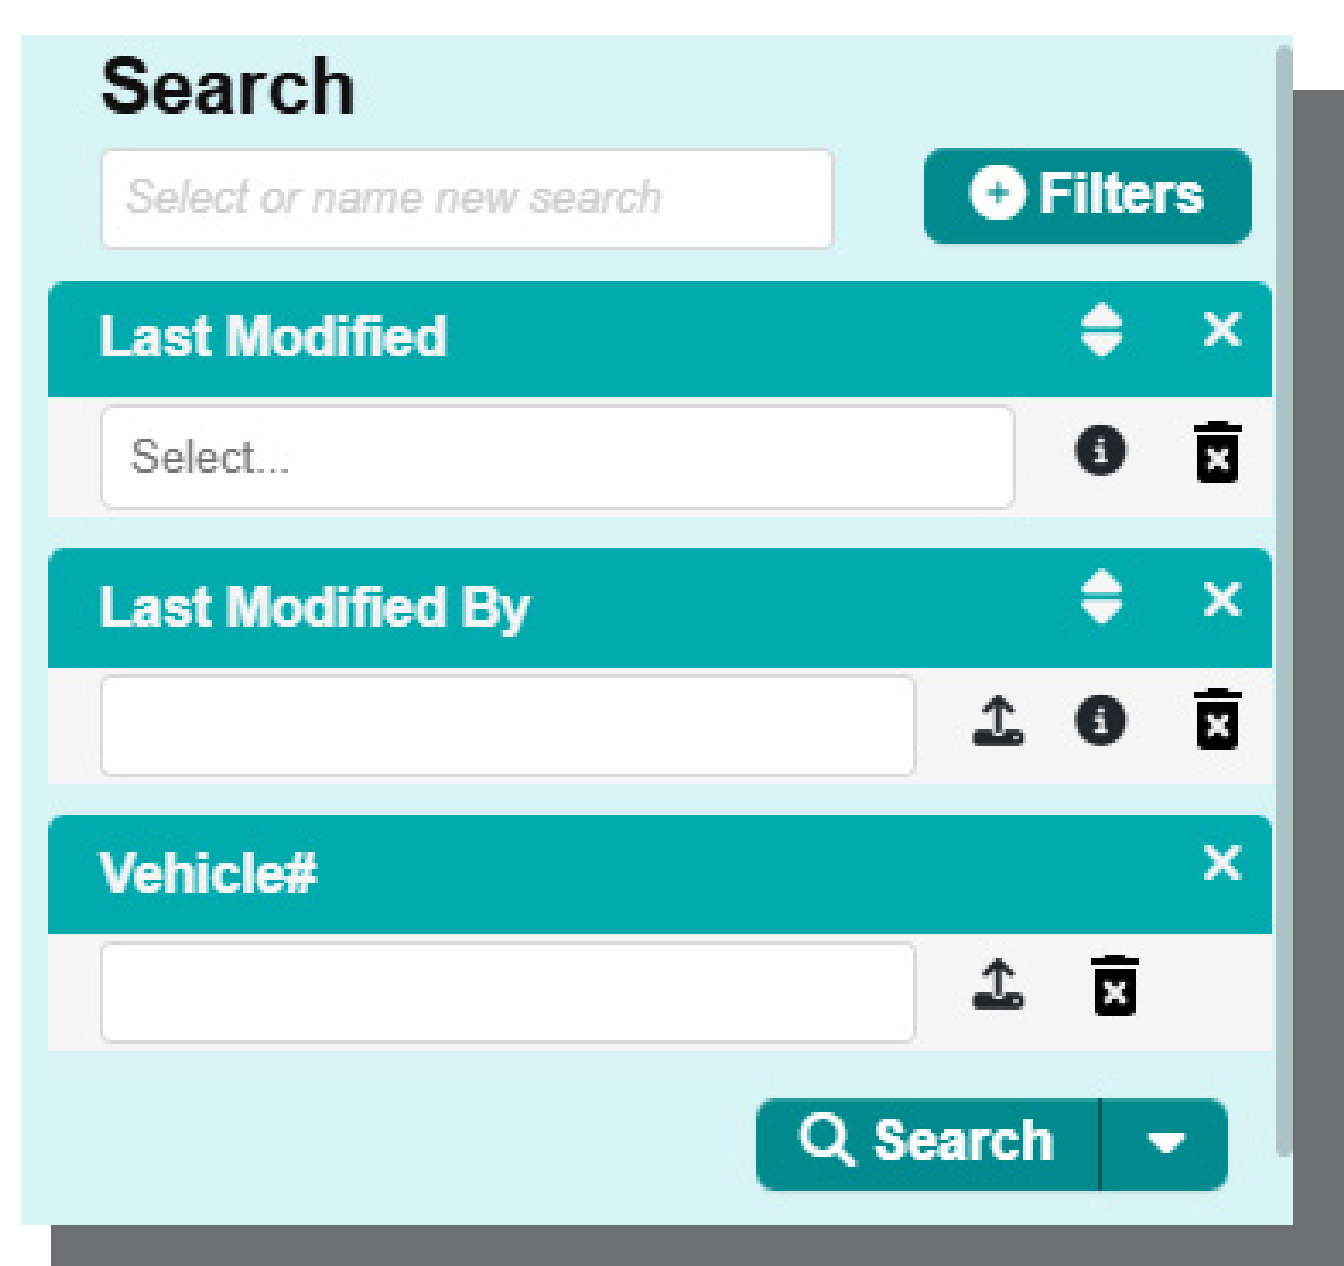 Search
Select or name new search
Filters
Last Modified
Select...
Last Modified By
Vehicle#
Search